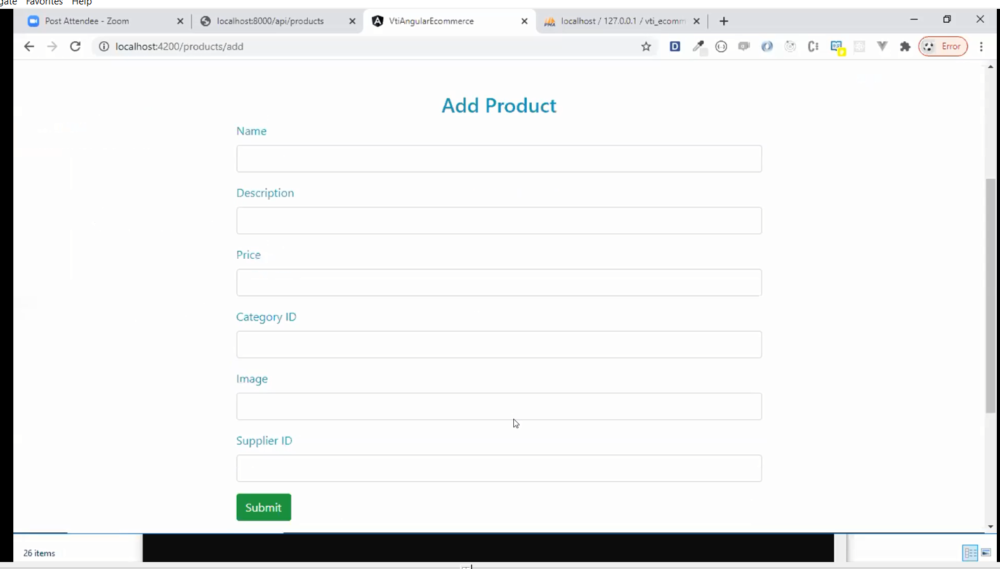 gate Favorites Help
Post Attendee - Zoom
localhost:8000/api/products
VtiAngularEcommerce
localhost / 127.0.0.1 / vti_ecomm
localhost:4200/products/add
Error
Add Product
Name
Description
Price
Category ID
Image
Supplier ID
Submit
26 items